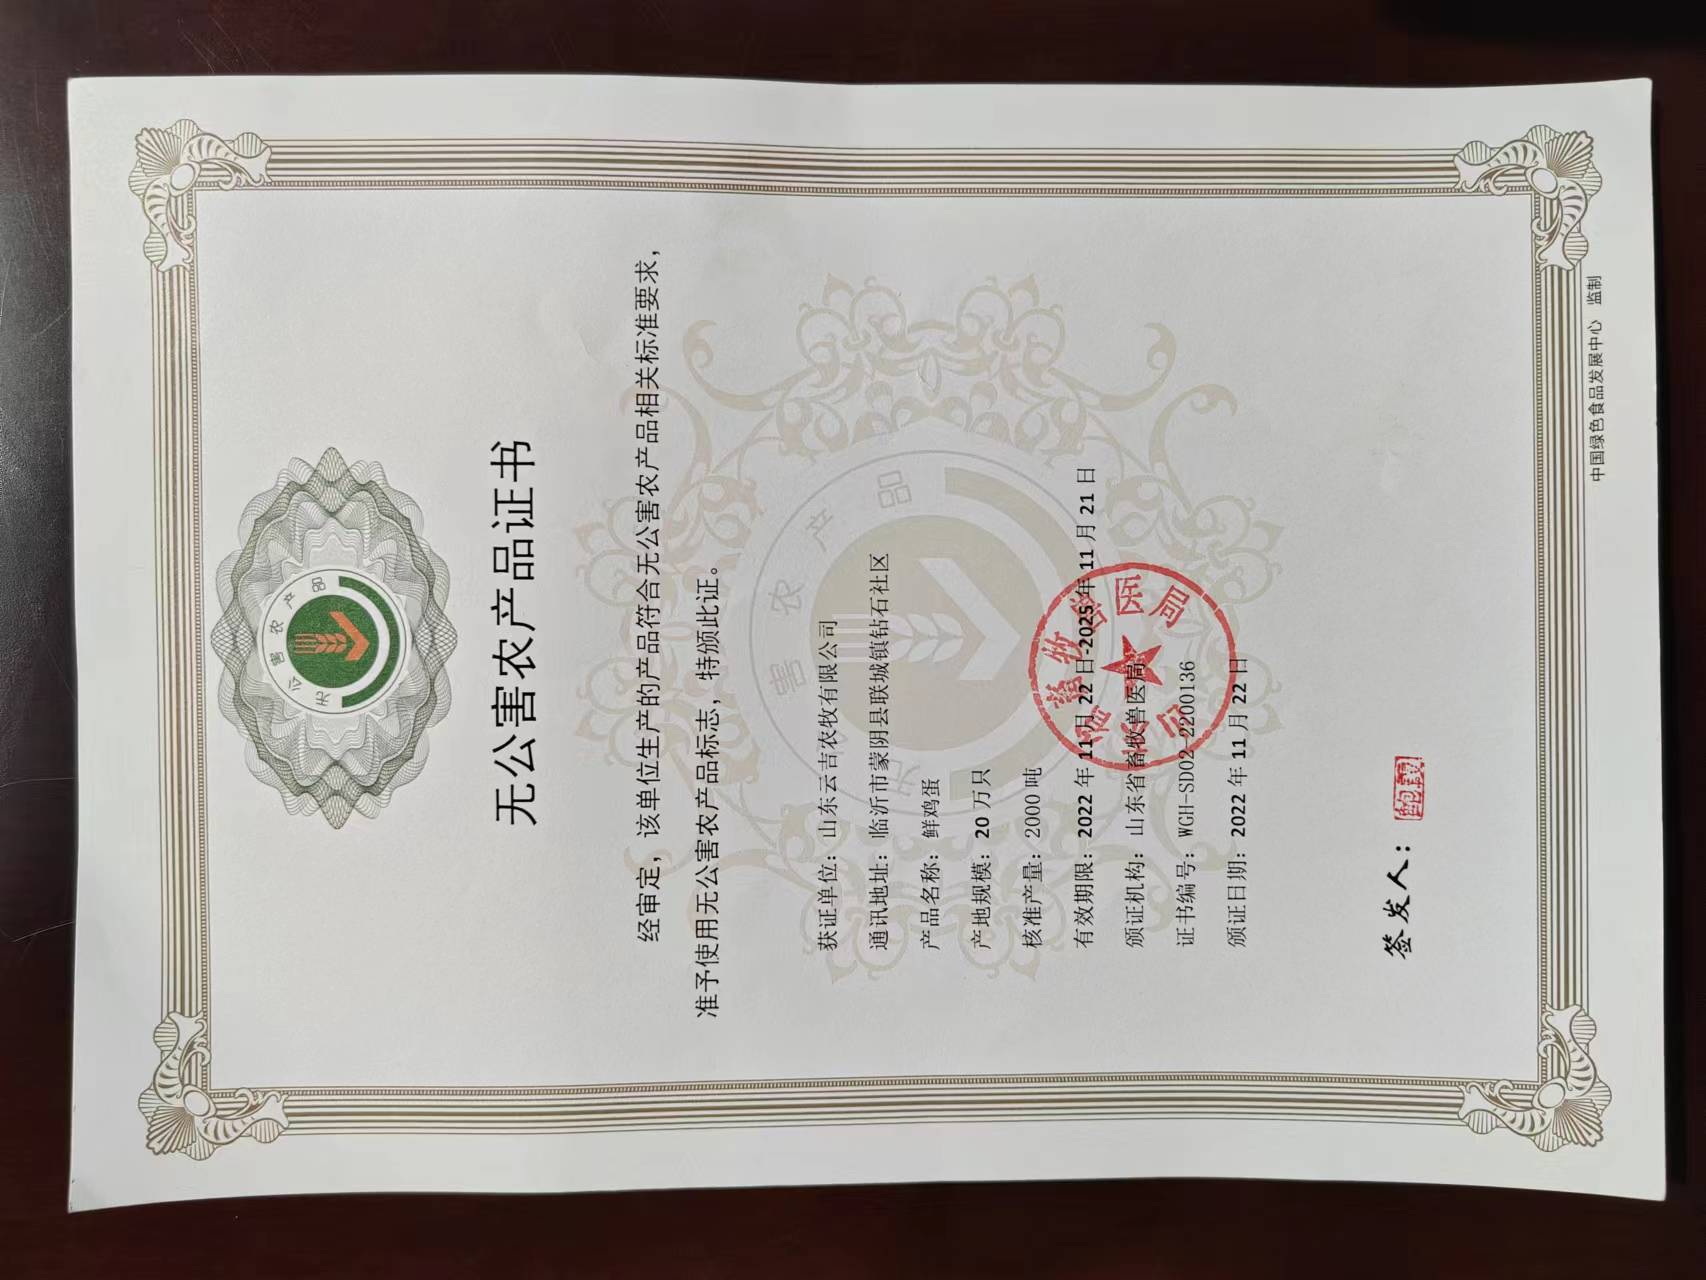 无公害农产品
无公害农产品证书
经审定，该单位生产的产品符合无公害农产品相关标准要求，
准予使用无公害农产品标志，特颁此证。
获证单位：山东云吉农牧有限公司
通讯地址：临沂市蒙阴县联城镇钻石社区
产品名称：鲜鸡蛋
产地规模：20万只
核准产量：2000吨
有效期限：2022年11月22日-2025年11月21日
颁证机构：山东省畜牧兽医局
证书编号：WGH-SD02-2200136
颁证日期：2022年11月22日
签发人：
中国绿色食品发展中心 监制